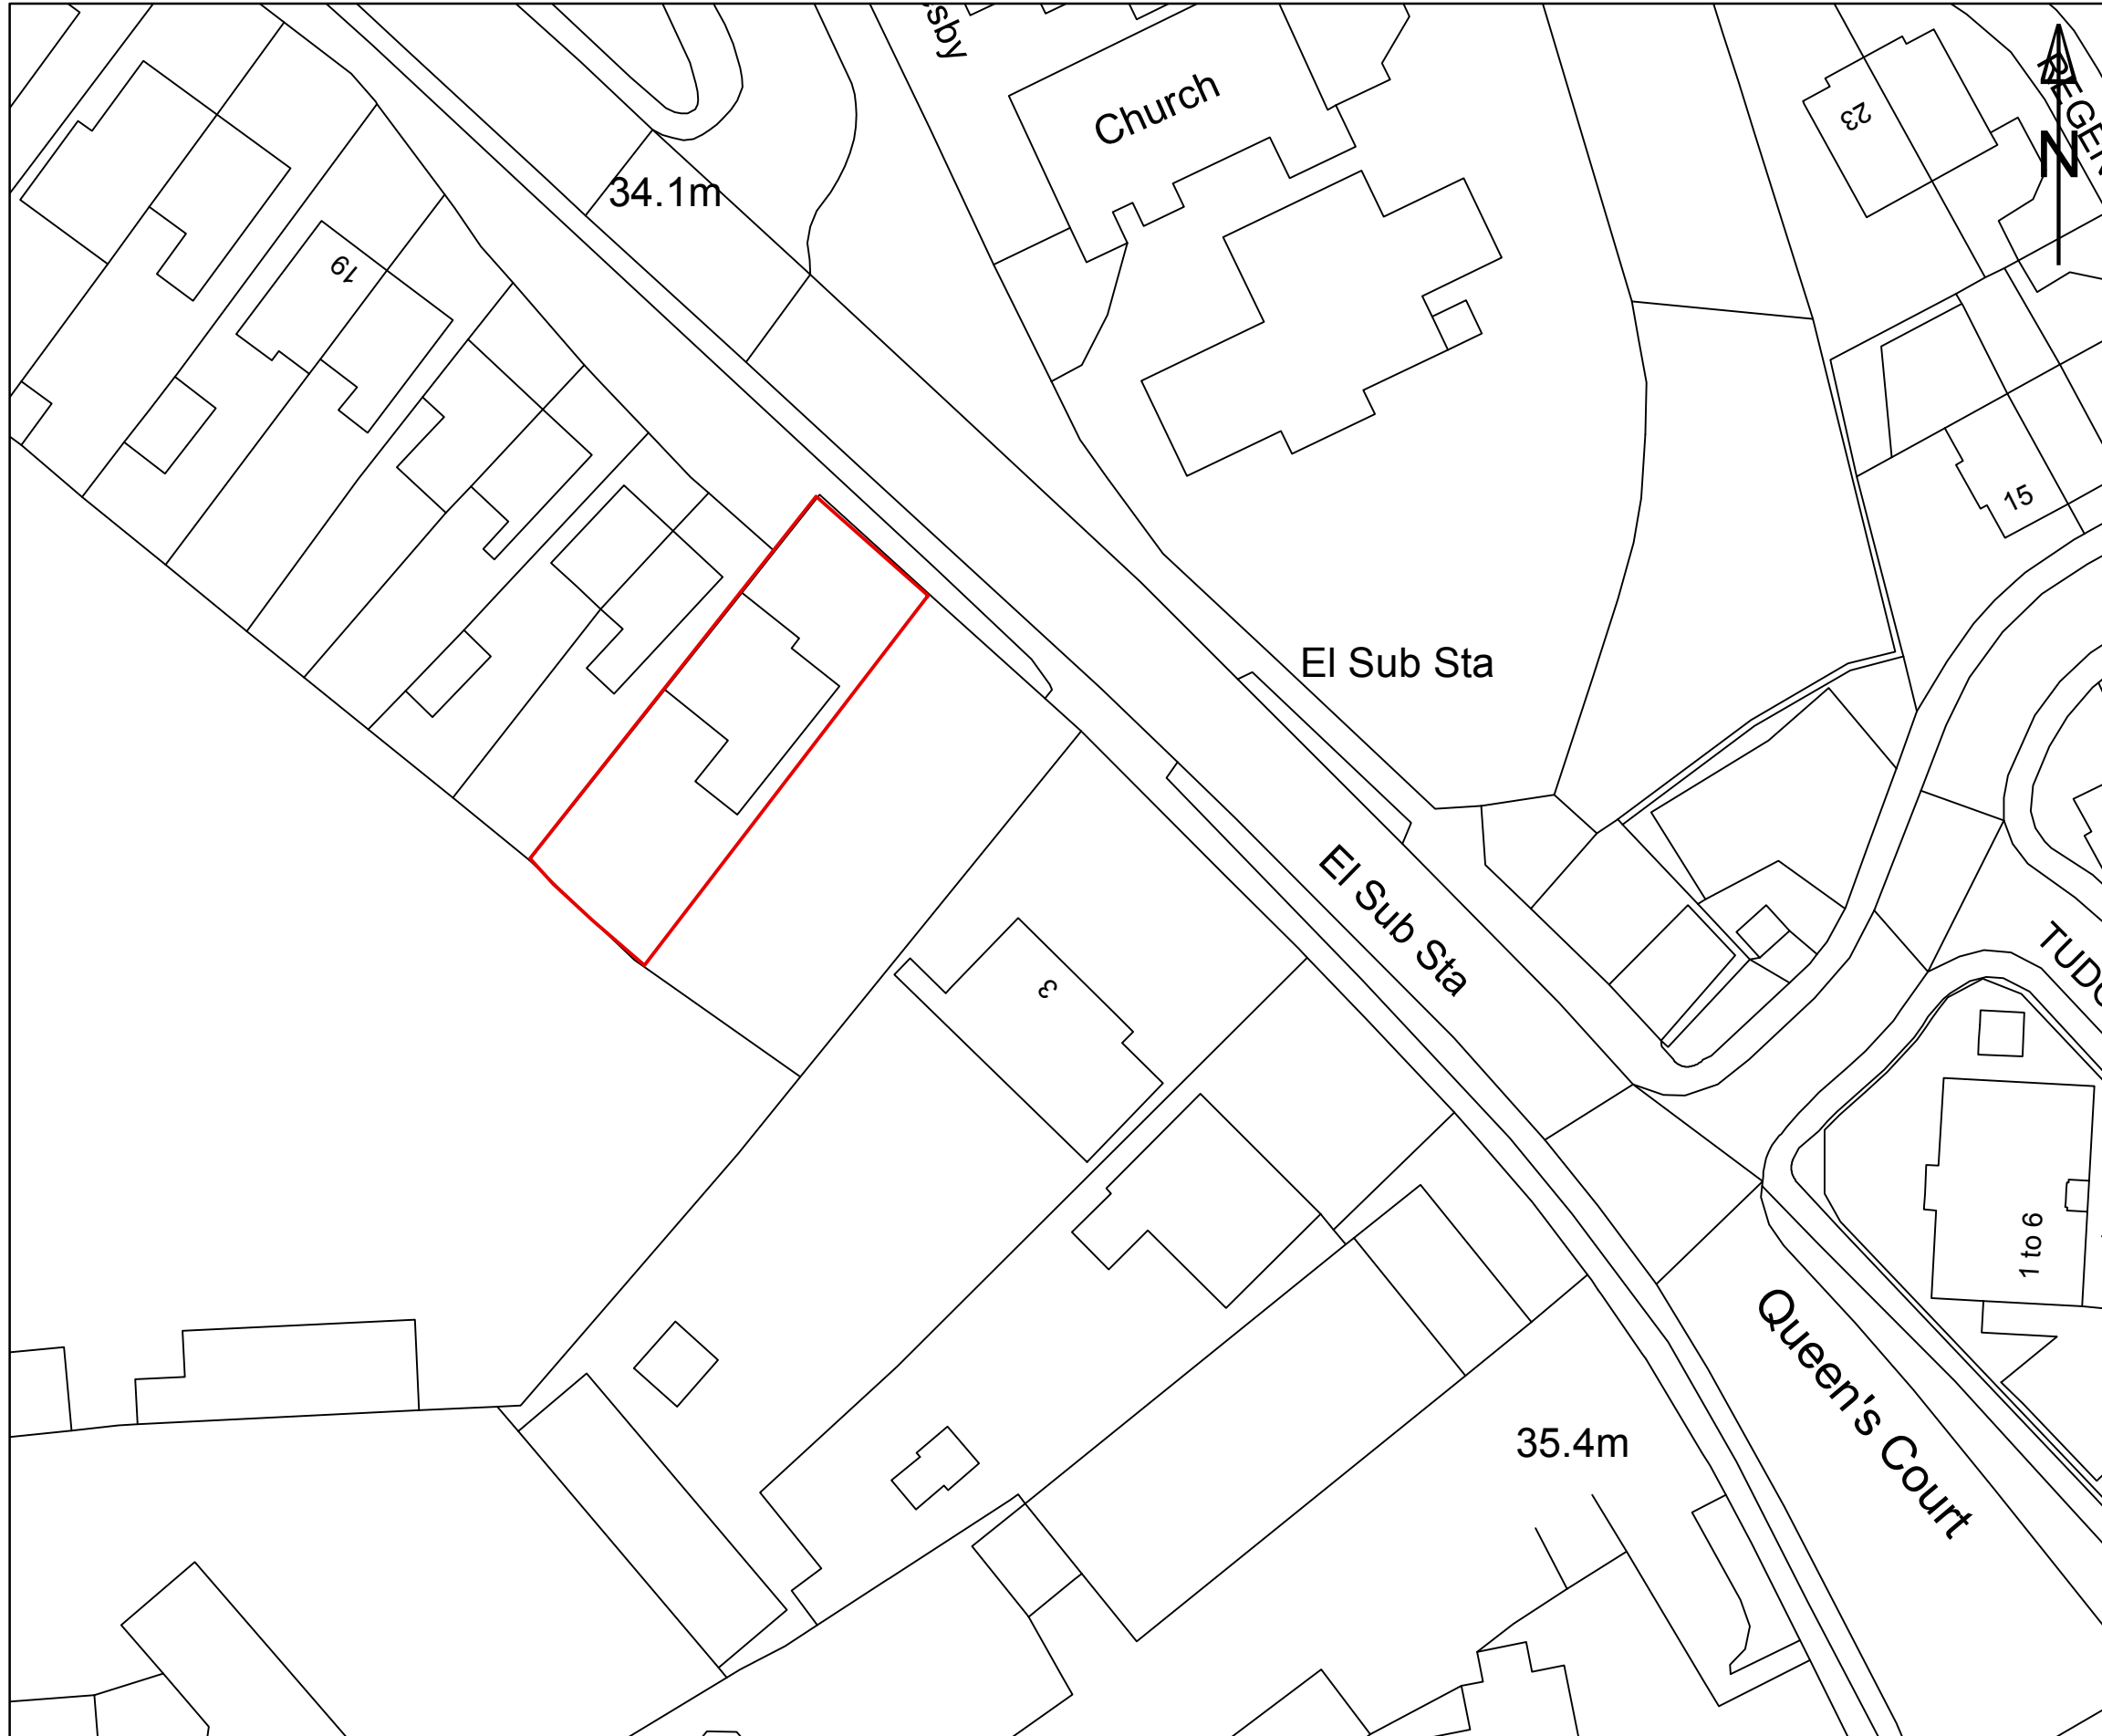 sby
Church
23
N
34.1m
19
15
El Sub Sta
El Sub Sta
3
1 to 6
Queen's Court
35.4m